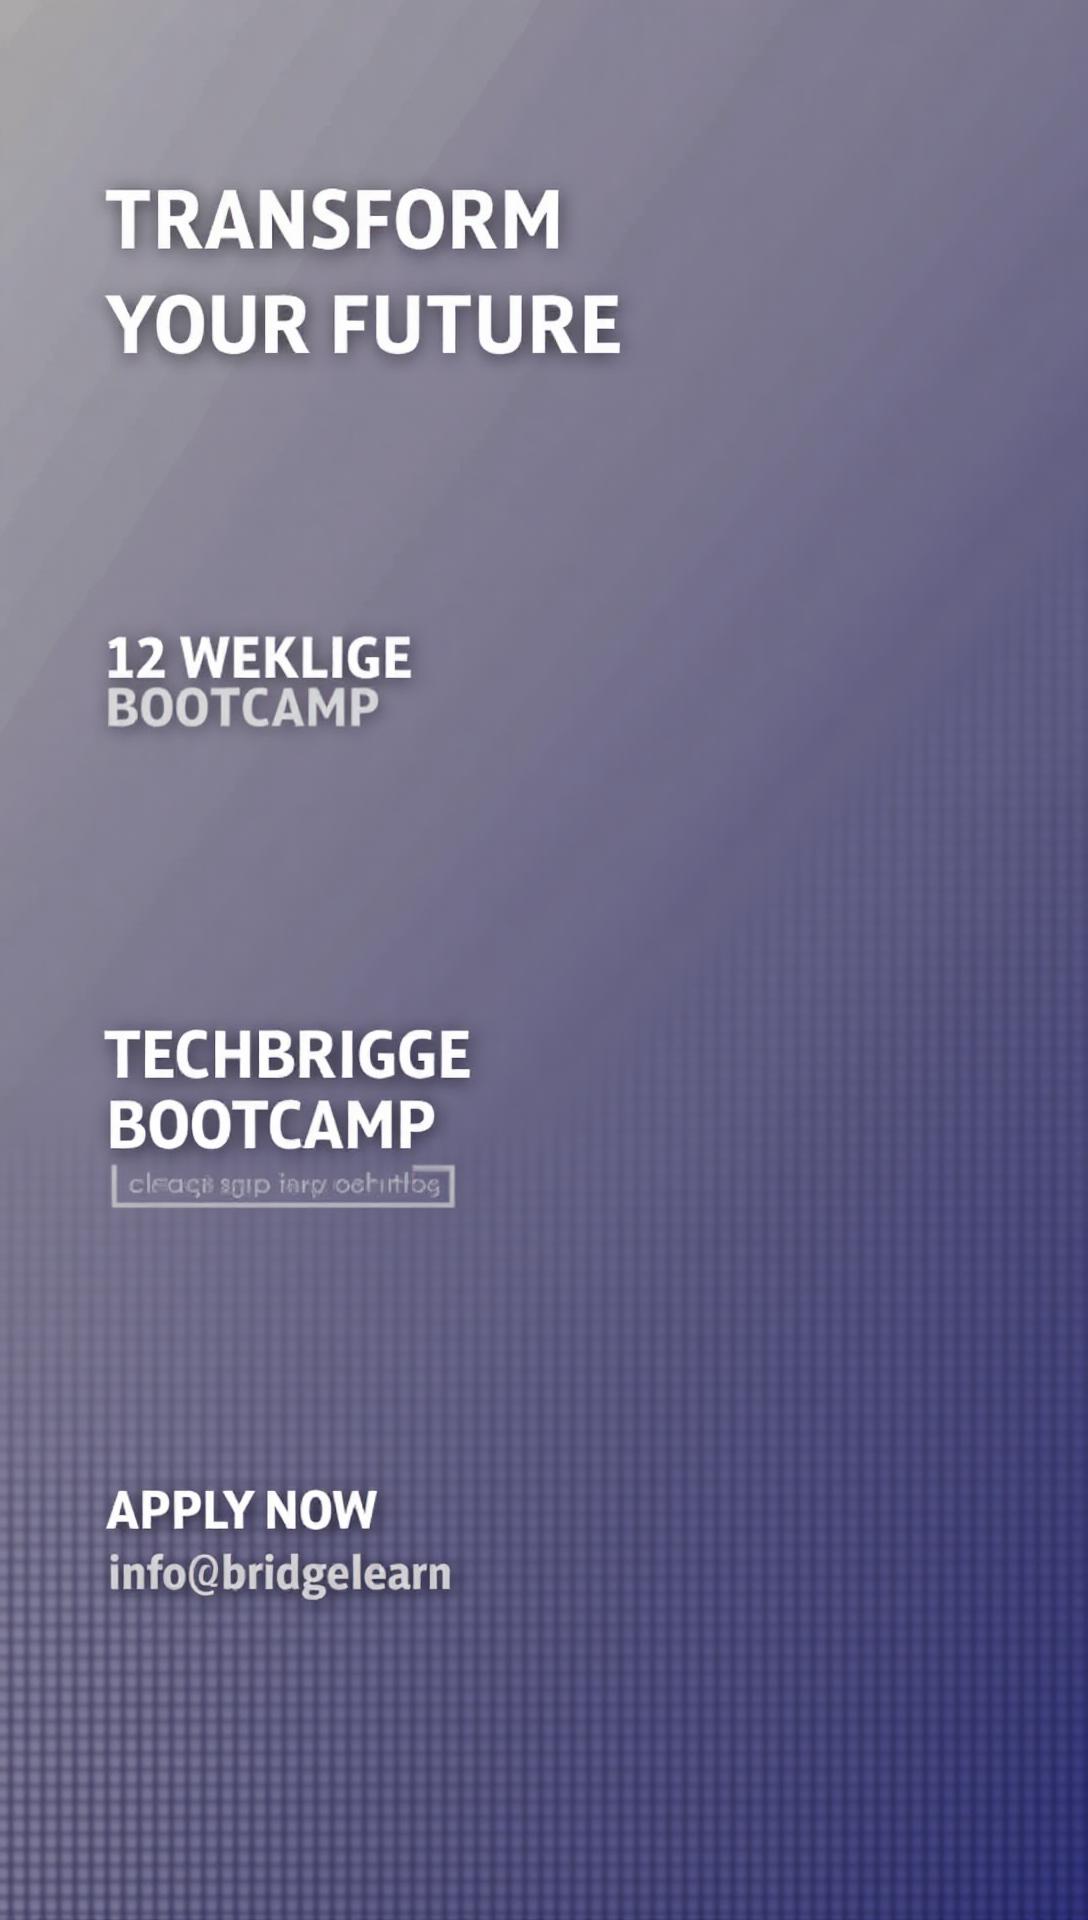 TRANSFORM
YOUR FUTURE
12 WEKLIGE
BOOTCAMP
TECHBRIGGE
BOOTCAMP
APPLY NOW
info@bridgelearn